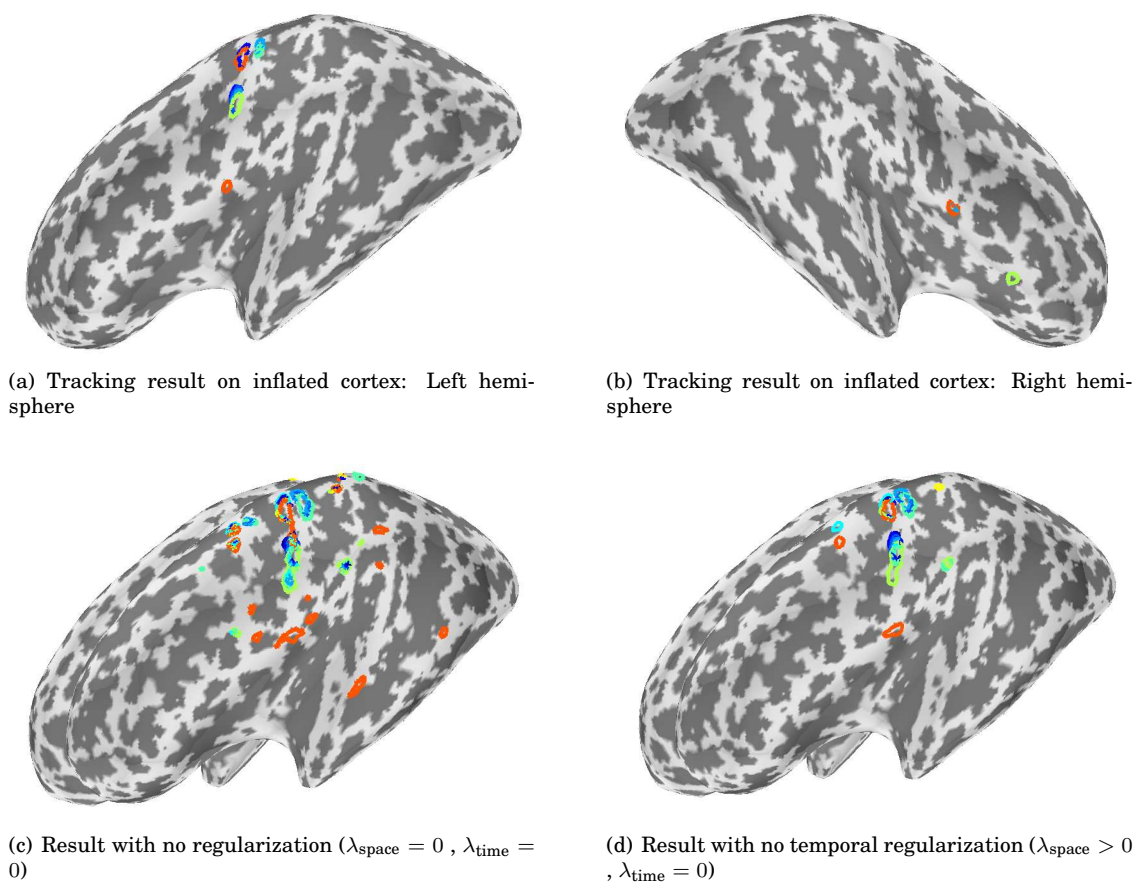 (a) Tracking result on inflated cortex: Left hemi-
sphere
(b) Tracking result on inflated cortex: Right hemi-
sphere
(c) Result with no regularization (λspace = 0 , λtime =
0)
(d) Result with no temporal regularization (λspace > 0
, λtime = 0)